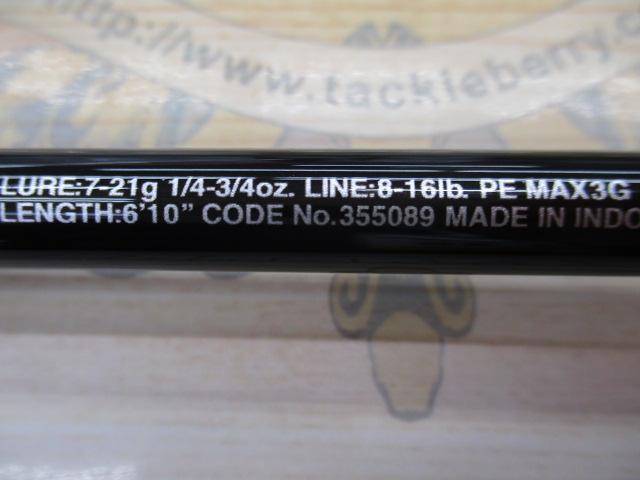 http://www.tackleberry.
LURE:7-21g 1/4-3/4oz. LINE:8-16lb. PE MAX3G
LENGTH:6'10" CODE No.355089 MADE IN INDO